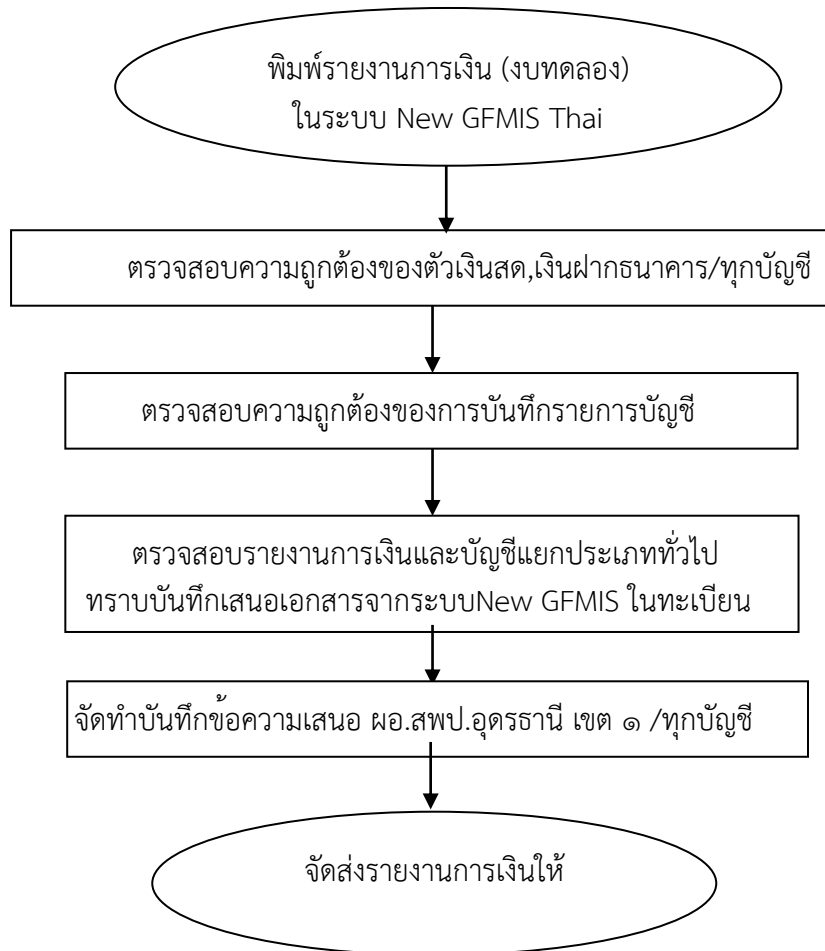 พิมพ์รายงานการเงิน (งบทดลอง)
ในระบบ New GFMIS Thai
ตรวจสอบความถูกต้องของตัวเงินสด,เงินฝากธนาคาร/ทุกบัญชี
ตรวจสอบความถูกต้องของการบันทึกรายการบัญชี
ตรวจสอบรายงานการเงินและบัญชีแยกประเภททั่วไป
ทราบบันทึกเสนอเอกสารจากระบบNew GFMIS ในทะเบียน
จัดทำบันทึกข้อความเสนอ ผอ.สพป.อุดรธานี เขต ๑ /ทุกบัญชี
จัดส่งรายงานการเงินให้